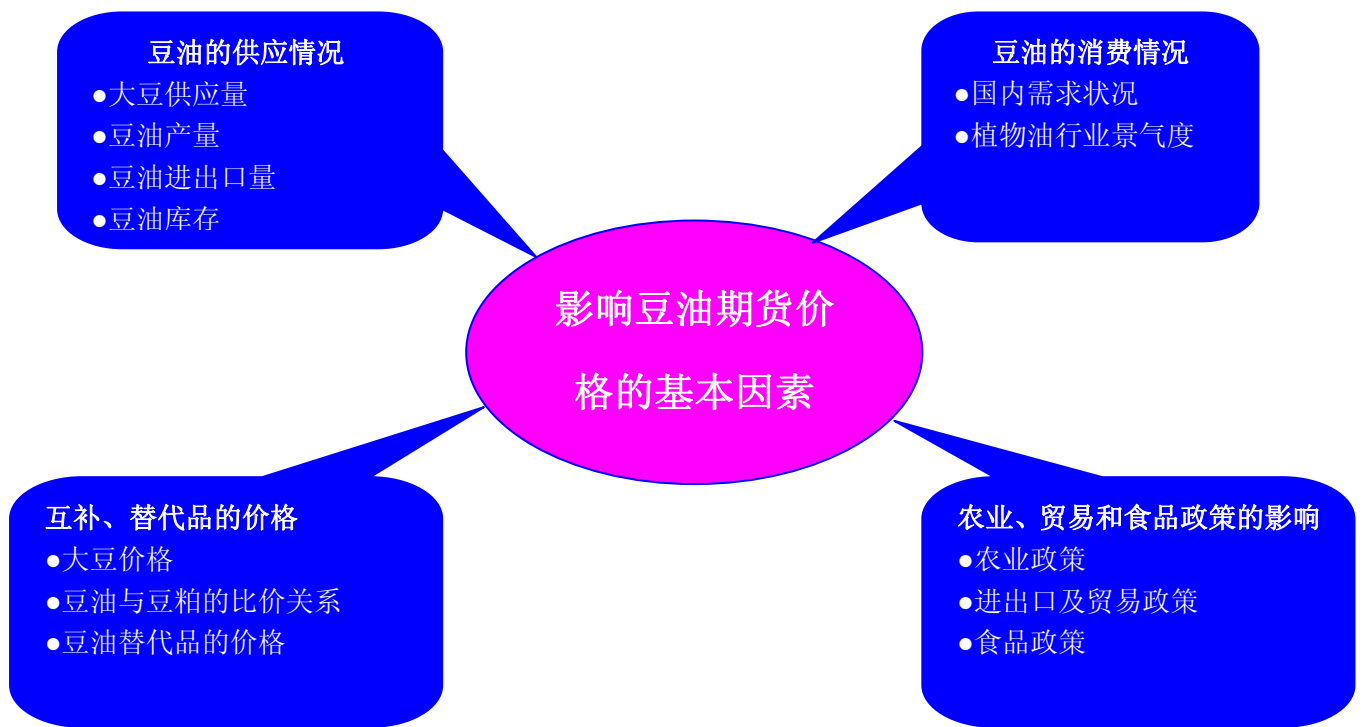 豆油的供应情况
●大豆供应量
●豆油产量
●豆油进出口量
●豆油库存
豆油的消费情况
●国内需求状况
●植物油行业景气度
影响豆油期货价
格的基本因素
互补、替代品的价格
●大豆价格
●豆油与豆粕的比价关系
●豆油替代品的价格
农业、贸易和食品政策的影响
●农业政策
●进出口及贸易政策
●食品政策